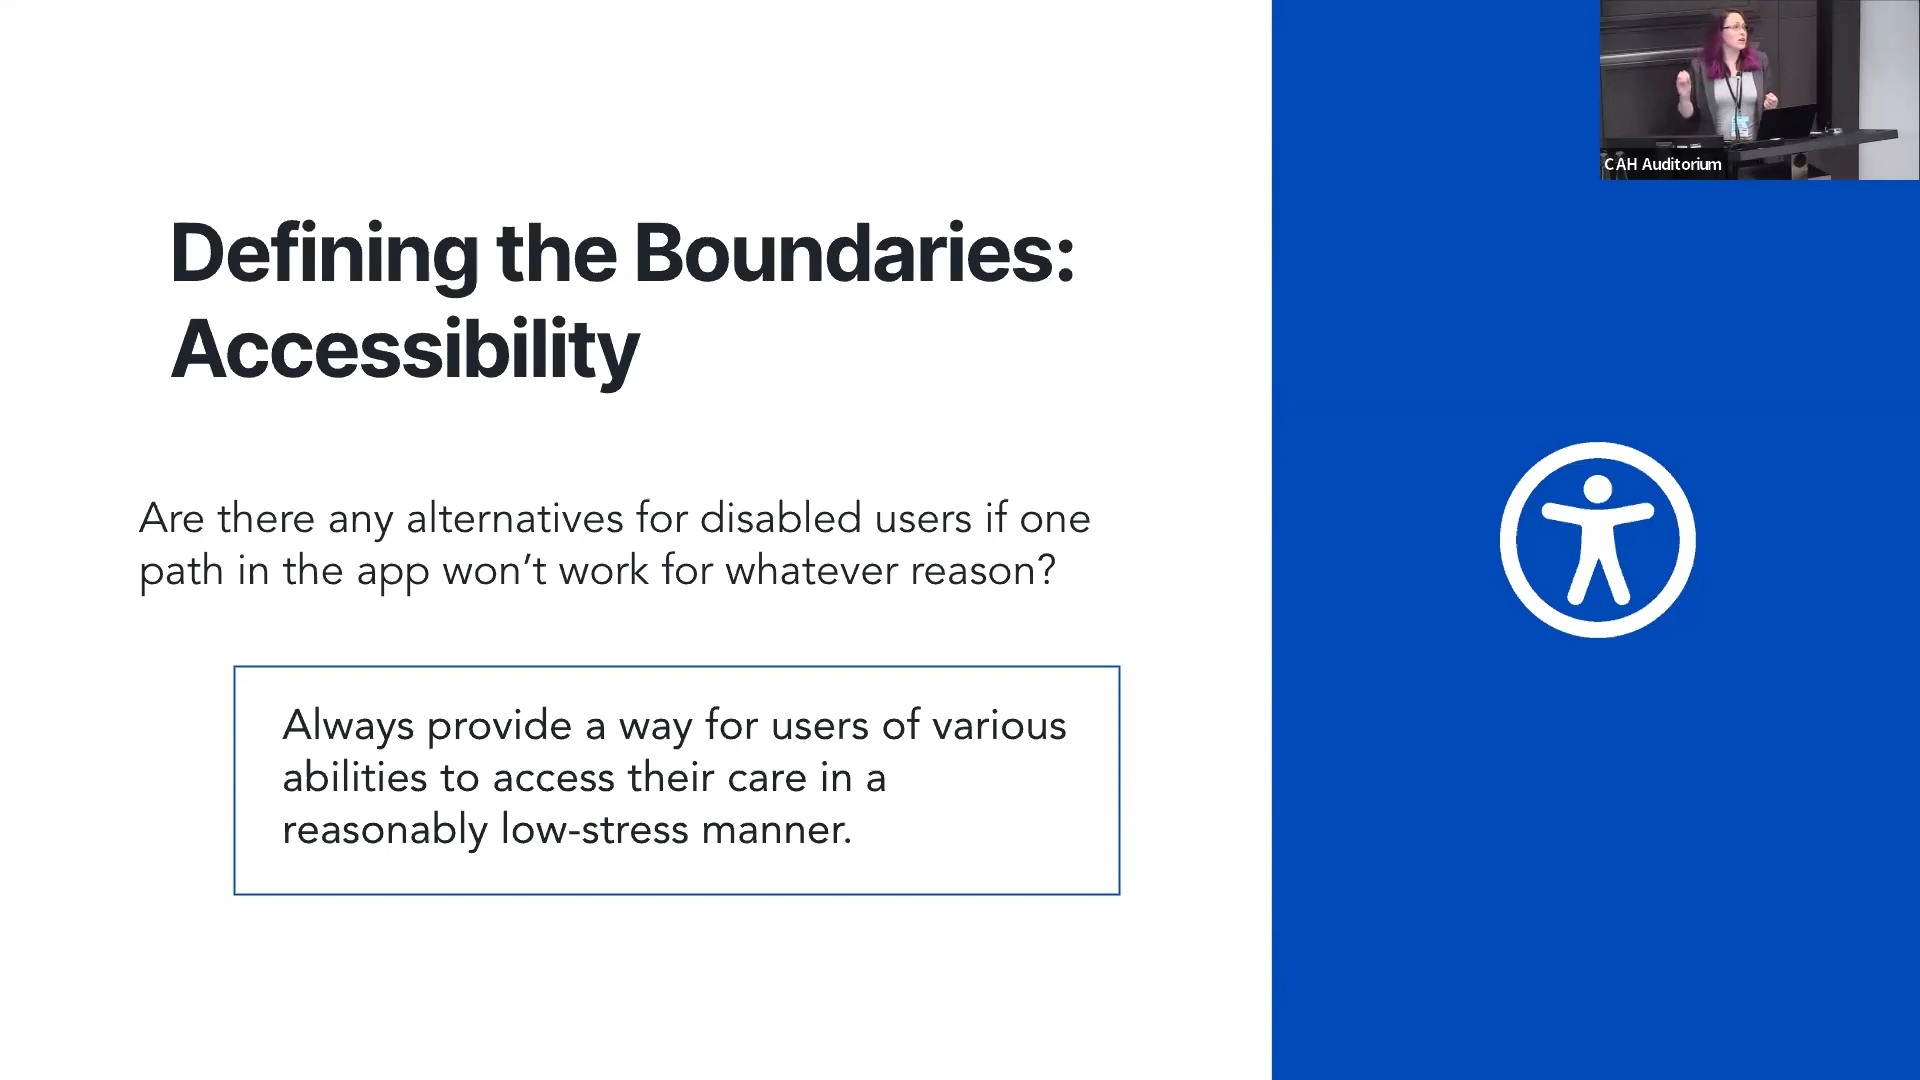 CAH Auditorium
Defining the Boundaries:
Accessibility
Are there any alternatives for disabled users if one
path in the app won’t work for whatever reason?
Always provide a way for users of various
abilities to access their care in a
reasonably low-stress manner.